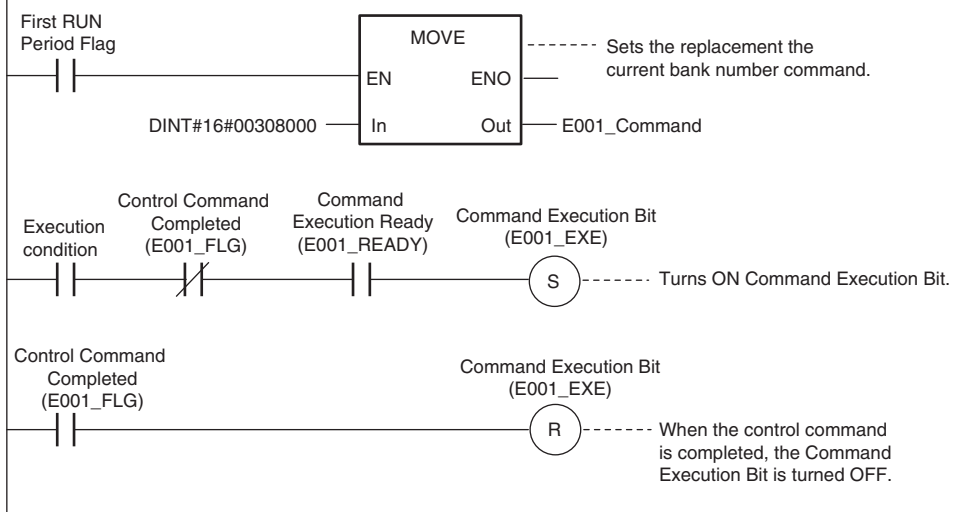 First RUN
Period Flag
MOVE
EN
ENO
Sets the replacement the
current bank number command.
DINT#16#00308000
In
Out
E001_Command
Execution
condition
Control Command
Completed
(E001_FLG)
Command
Execution Ready
(E001_READY)
Command Execution Bit
(E001_EXE)
S
Turns ON Command Execution Bit.
Control Command
Completed
(E001_FLG)
Command Execution Bit
(E001_EXE)
R
When the control command
is completed, the Command
Execution Bit is turned OFF.